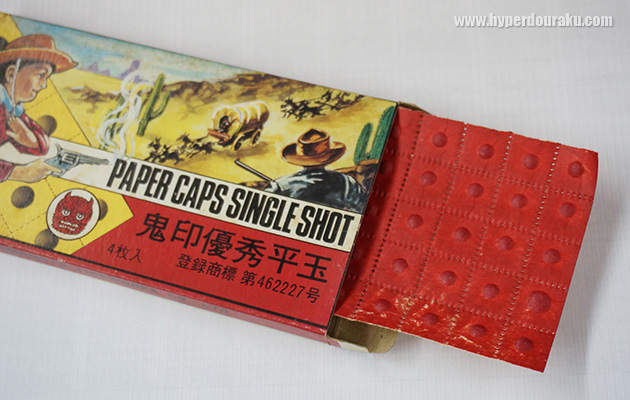 www.hyperdouraku.com
PAPER CAPS SINGLE SHOT
鬼印優秀平玉
4枚入
登録商標 第462227号